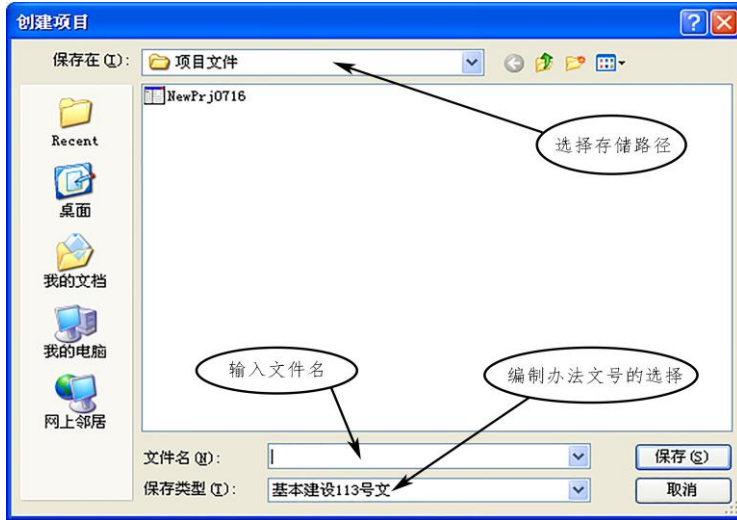 创建项目
保存在(I):
项目文件
NewPrj0716
Recent
选择存储路径
桌面
我的文档
我的电脑
网上邻居
输入文件名
编制办法文号的选择
文件名(N):
保存(S)
保存类型(T):
基本建设113号文
取消